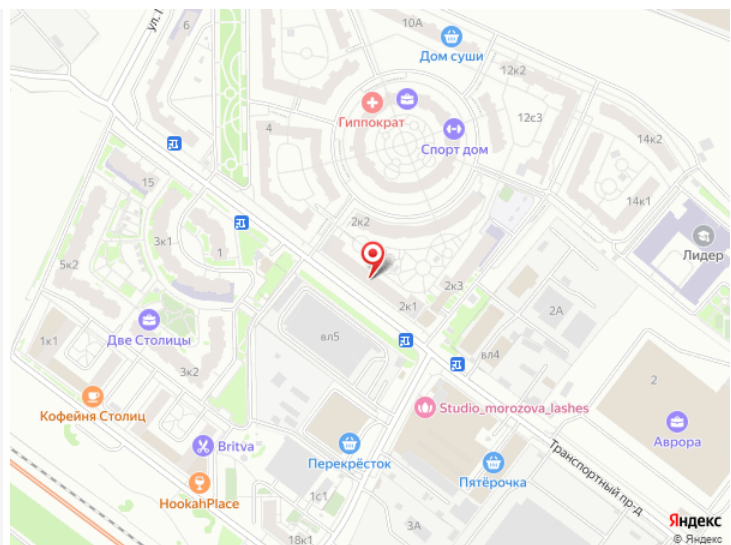 ул. I
6
10А
Дом суши
12к2
Гиппократ
12с3
4
Спорт дом
14к2
15
14к1
2к2
3к1
1
Лидер
5к2
2к3
2к1
2А
Две Столицы
вл5
1к1
вл4
3к2
2
Кофейня Столиц
Studio_morozova_lashes
Britva
Аврора
Перекрёсток
Транспортный пр-д
Пятёрочка
HookahPlace
1с1
3А
18к1
Яндекс
© Яндекс